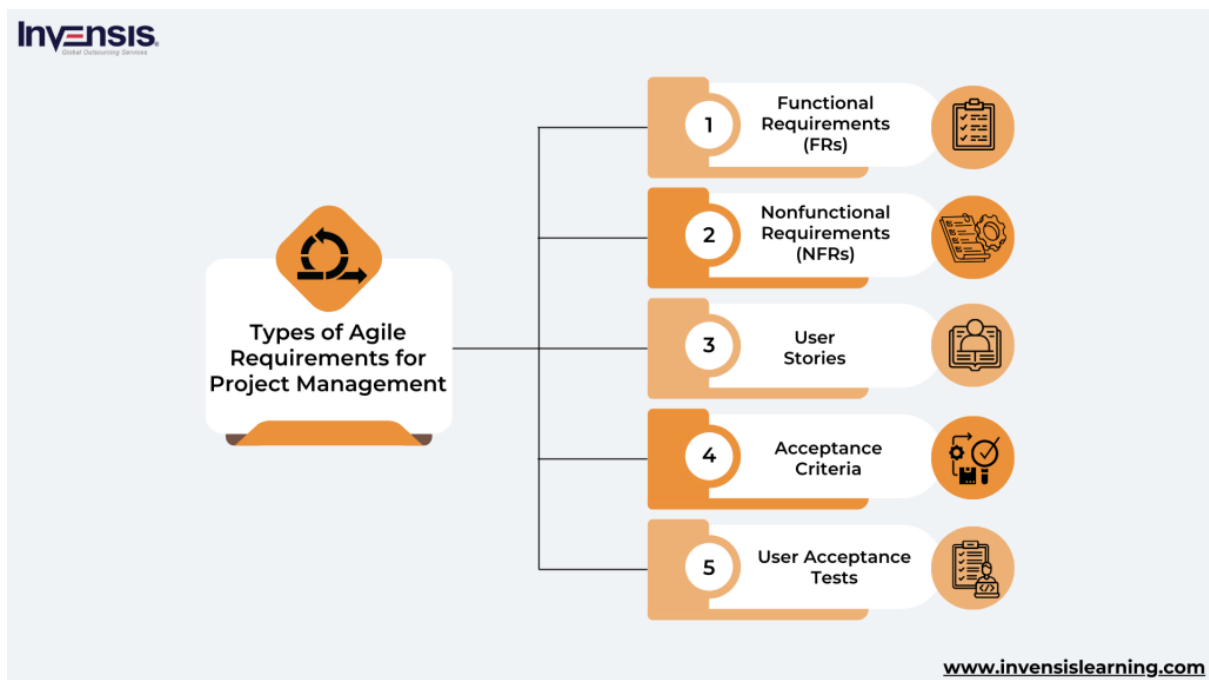 Invensis
Global Outsourcing Services
Types of Agile
Requirements for
Project Management
1
Functional
Requirements
(FRs)
2
Nonfunctional
Requirements
(NFRs)
3
User
Stories
4
Acceptance
Criteria
5
User Acceptance
Tests
www.invensislearning.com